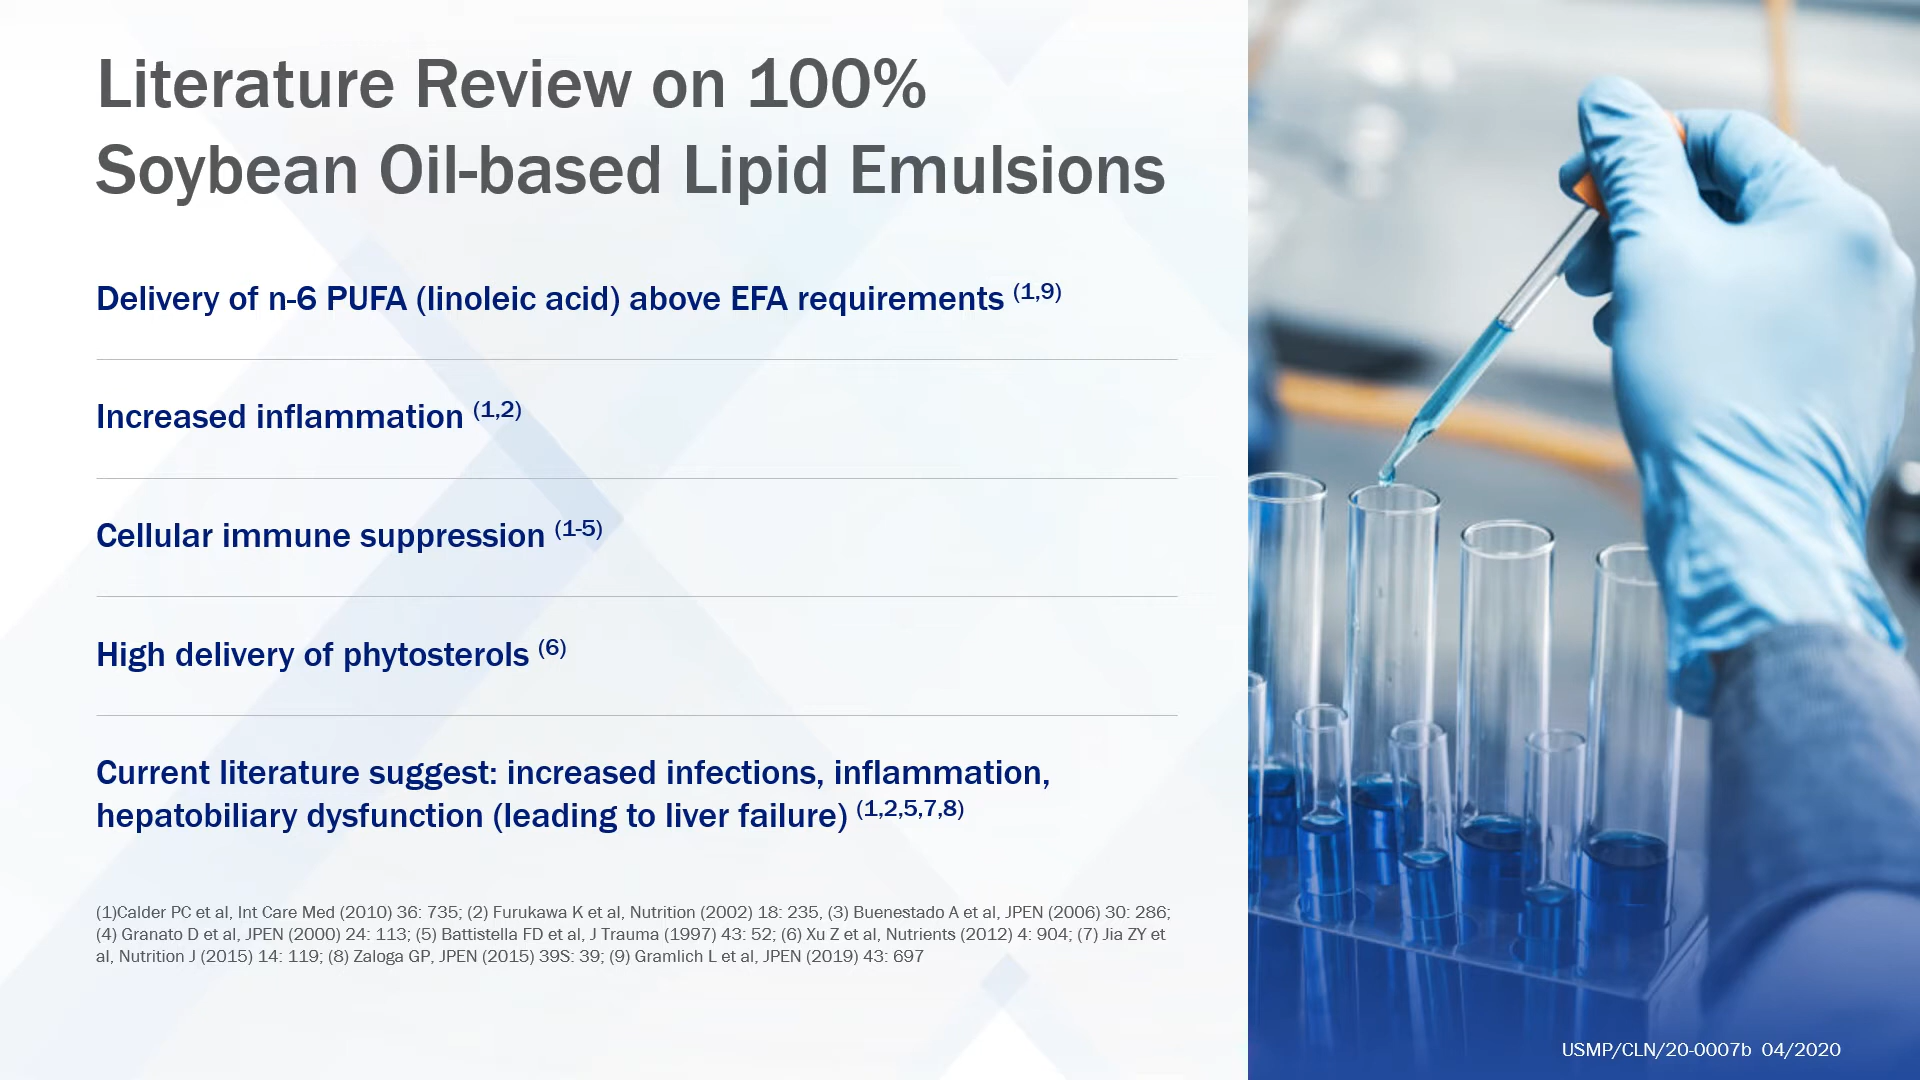 Literature Review on 100%
Soybean Oil-based Lipid Emulsions
Delivery of n-6 PUFA (linoleic acid) above EFA requirements (1,9)
Increased inflammation (1,2)
Cellular immune suppression (1-5)
High delivery of phytosterols (6)
Current literature suggest: increased infections, inflammation,
hepatobiliary dysfunction (leading to liver failure) (1,2,5,7,8)
(1)Calder PC et al, Int Care Med (2010) 36: 735; (2) Furukawa K et al, Nutrition (2002) 18: 235, (3) Buenestado A et al, JPEN (2006) 30: 286;
(4) Granato D et al, JPEN (2000) 24: 113; (5) Battistella FD et al, J Trauma (1997) 43: 52; (6) Xu Z et al, Nutrients (2012) 4: 904; (7) Jia ZY et
al, Nutrition J (2015) 14: 119; (8) Zaloga GP, JPEN (2015) 39S: 39; (9) Gramlich L et al, JPEN (2019) 43: 697
USMP/CLN/20-0007b 04/2020